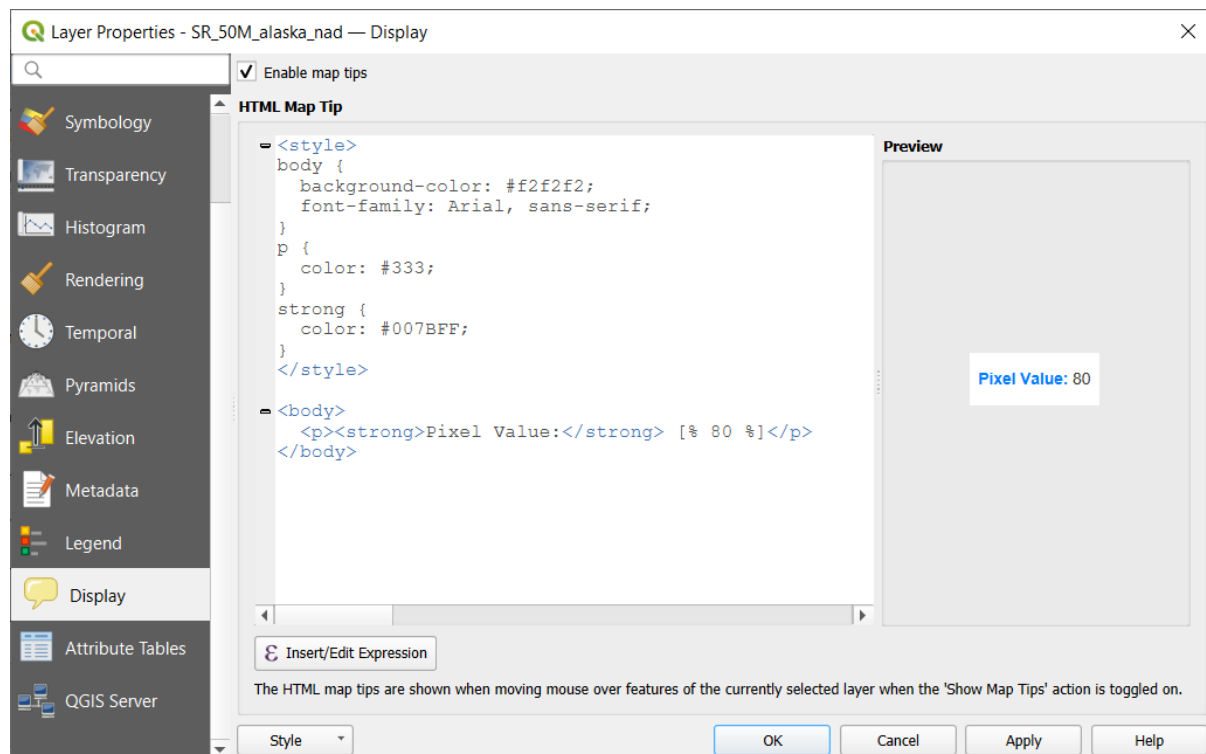 Layer Properties - SR_50M_alaska_nad — Display
Enable map tips
Symbology
Transparency
Histogram
Rendering
Temporal
Pyramids
Elevation
Metadata
Legend
Display
Attribute Tables
QGIS Server
HTML Map Tip
<style>
body {
  background-color: #f2f2f2;
  font-family: Arial, sans-serif;
}
p {
  color: #333;
}
strong {
  color: #007BFF;
}
</style>
<body>
  <p><strong>Pixel Value:</strong> [% 80 %]</p>
</body>
Preview
Pixel Value: 80
Insert/Edit Expression
The HTML map tips are shown when moving mouse over features of the currently selected layer when the 'Show Map Tips' action is toggled on.
Style
OK
Cancel
Apply
Help